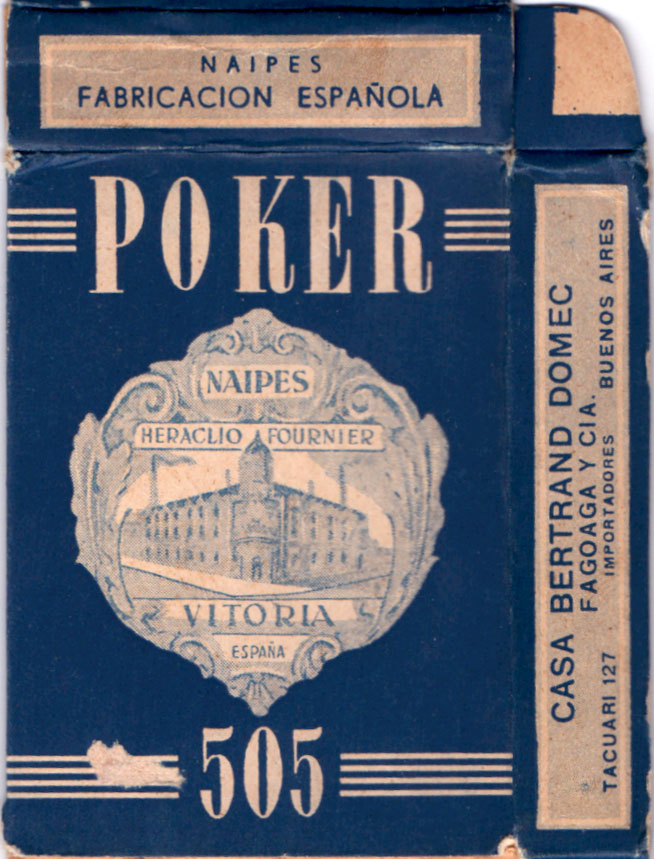 NAIPES
FABRICACION ESPAÑOLA
POKER
NAIPES
HERACLIO FOURNIER
VITORIA
ESPAÑA
505
CASA BERTRAND DOMEC
FAGOAGA Y CIA.
IMPORTADORES
TACUARI 127 BUENOS AIRES